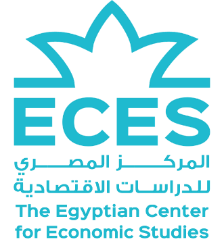 ECES
المركز المصري
للدراسات الاقتصادية
The Egyptian Center
for Economic Studies